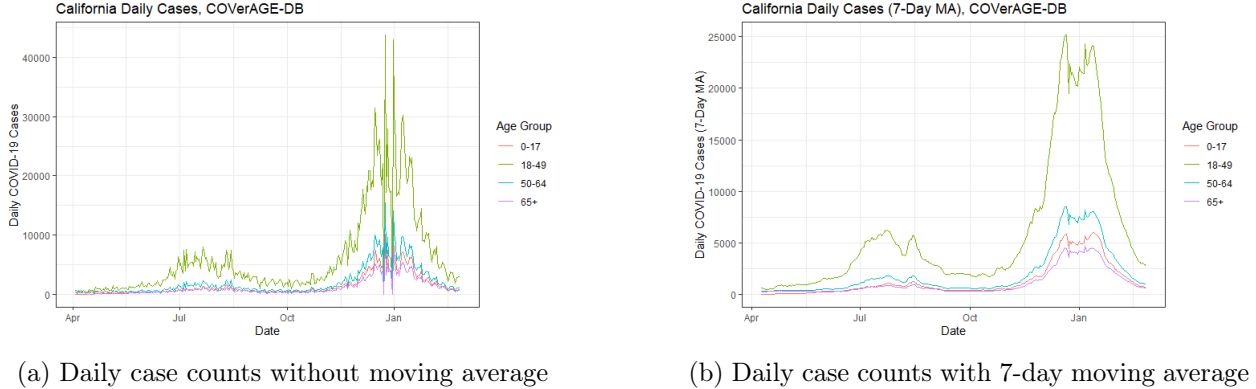 California Daily Cases, COVerAGE-DB
Daily COVID-19 Cases
40000
30000
20000
10000
0
Apr
Jul
Oct
Jan
Date
Age Group
0-17
18-49
50-64
65+
(a) Daily case counts without moving average
California Daily Cases (7-Day MA), COVerAGE-DB
Daily COVID-19 Cases (7-Day MA)
25000
20000
15000
10000
5000
0
Apr
Jul
Oct
Jan
Date
Age Group
0-17
18-49
50-64
65+
(b) Daily case counts with 7-day moving average